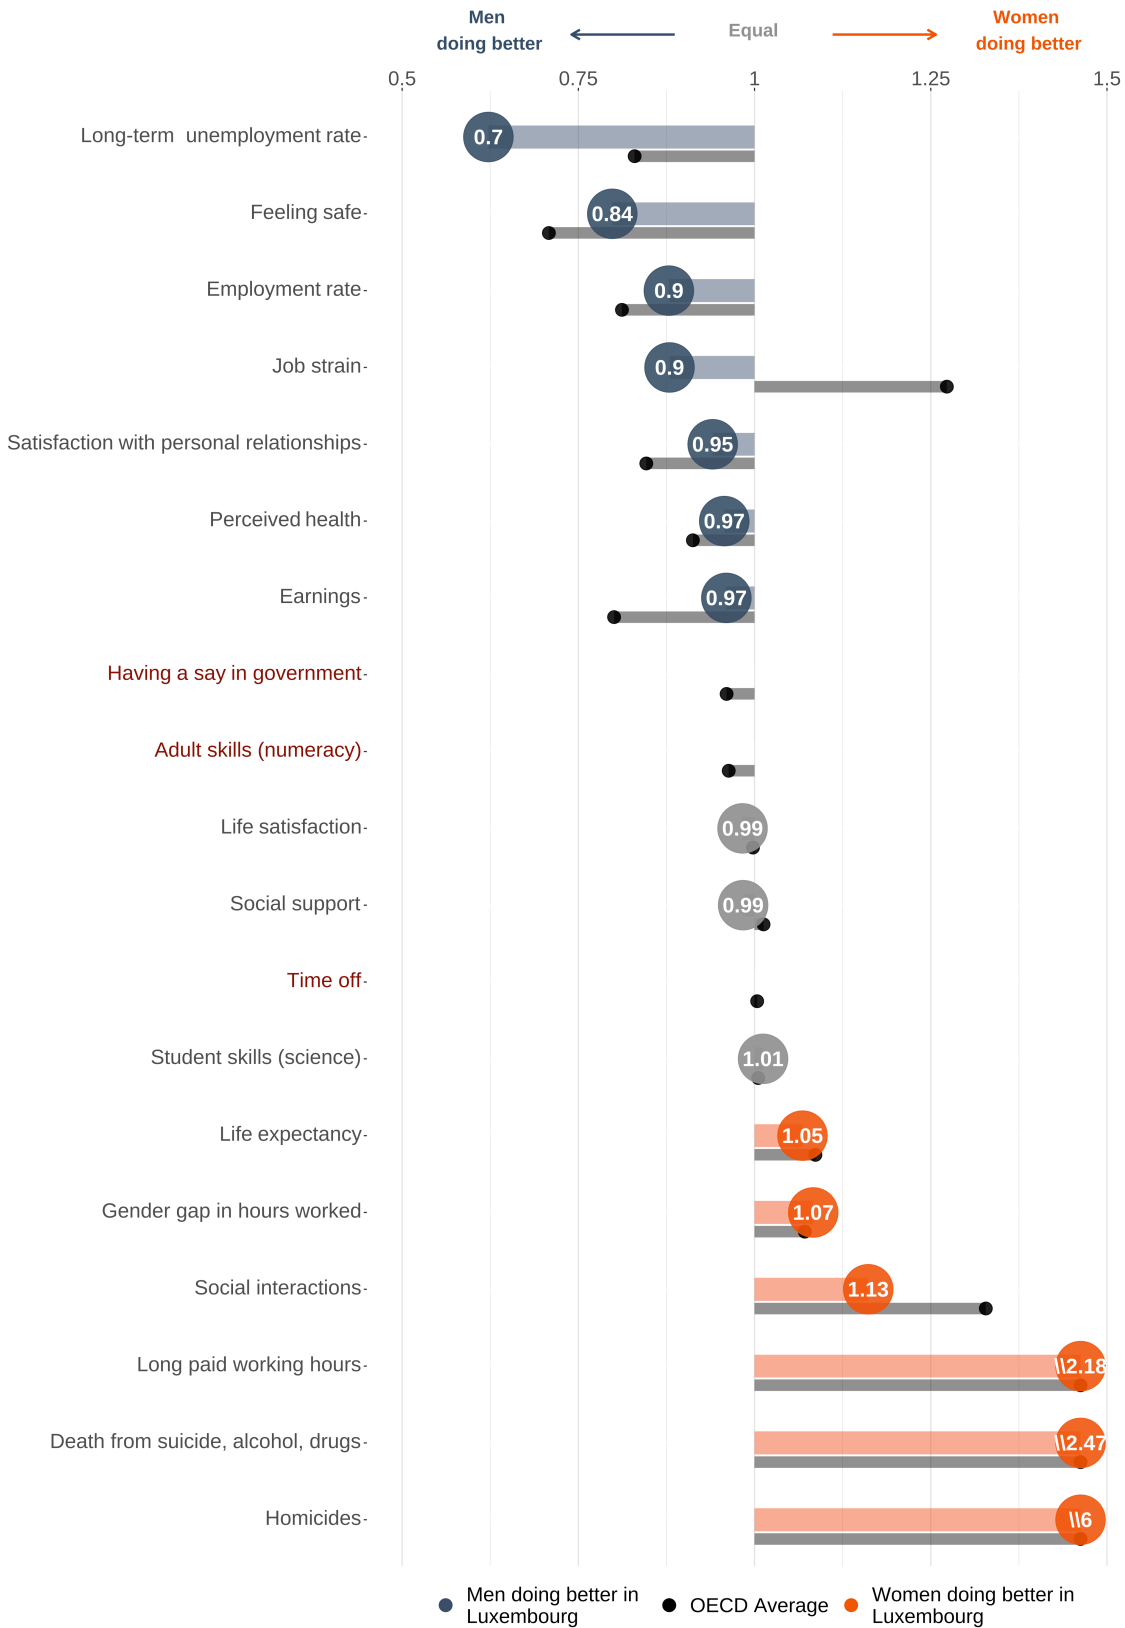 Men
doing better
Equal
Women
doing better
0.5 0.75 1 1.25 1.5
Long-term unemployment rate
0.7
Feeling safe
0.84
Employment rate
0.9
Job strain
0.9
Satisfaction with personal relationships
0.95
Perceived health
0.97
Earnings
0.97
Having a say in government
Adult skills (numeracy)
Life satisfaction
0.99
Social support
0.99
Time off
Student skills (science)
1.01
Life expectancy
1.05
Gender gap in hours worked
1.07
Social interactions
1.13
Long paid working hours
\\2.18
Death from suicide, alcohol, drugs
\\2.47
Homicides
\\6
Men doing better in
Luxembourg
OECD Average
Women doing better in
Luxembourg